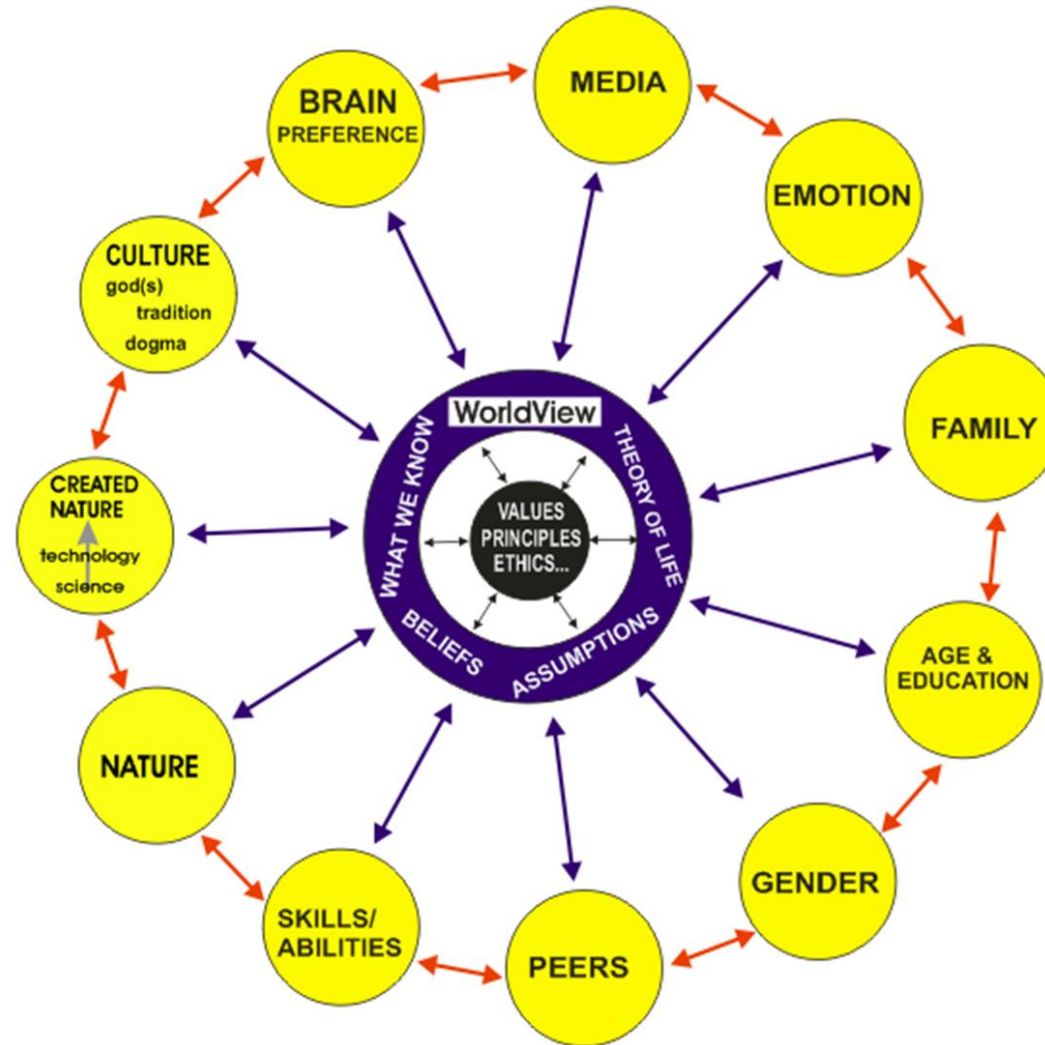 MEDIA
BRAIN
PREFERENCE
EMOTION
CULTURE
god(s)
tradition
dogma
FAMILY
WorldView
WHAT WE KNOW
THEORY OF LIFE
BELIEFS
ASSUMPTIONS
VALUES
PRINCIPLES
ETHICS...
CREATED
NATURE
technology
science
AGE &
EDUCATION
NATURE
GENDER
SKILLS/
ABILITIES
PEERS